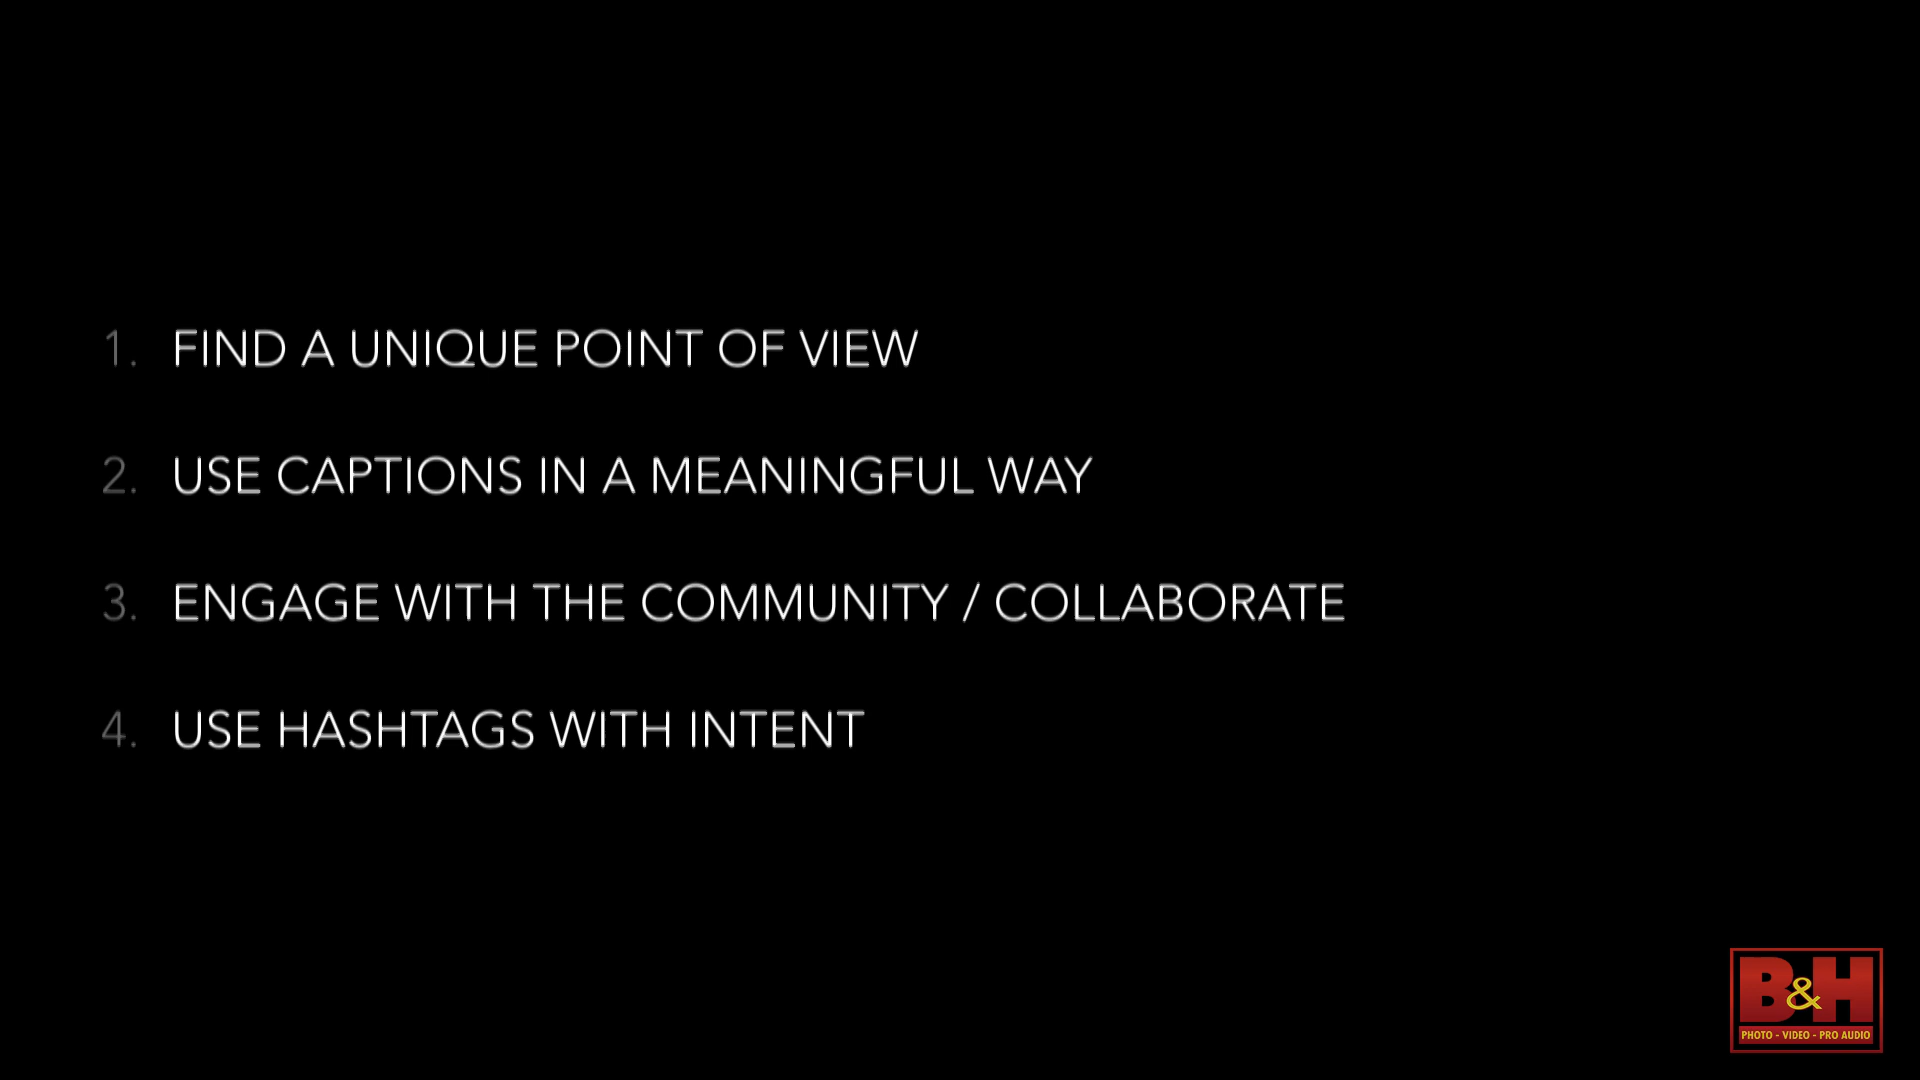 1. FIND A UNIQUE POINT OF VIEW
2. USE CAPTIONS IN A MEANINGFUL WAY
3. ENGAGE WITH THE COMMUNITY / COLLABORATE
4. USE HASHTAGS WITH INTENT
B&H
PHOTO - VIDEO - PRO AUDIO